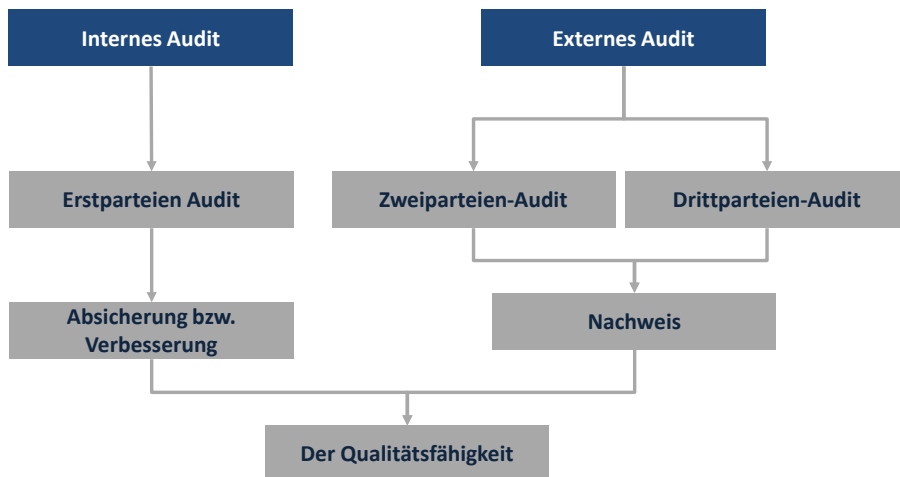 Internes Audit
Externes Audit
Erstparteien Audit
Zweiparteien-Audit
Drittparteien-Audit
Absicherung bzw.
Verbesserung
Nachweis
Der Qualitätsfähigkeit